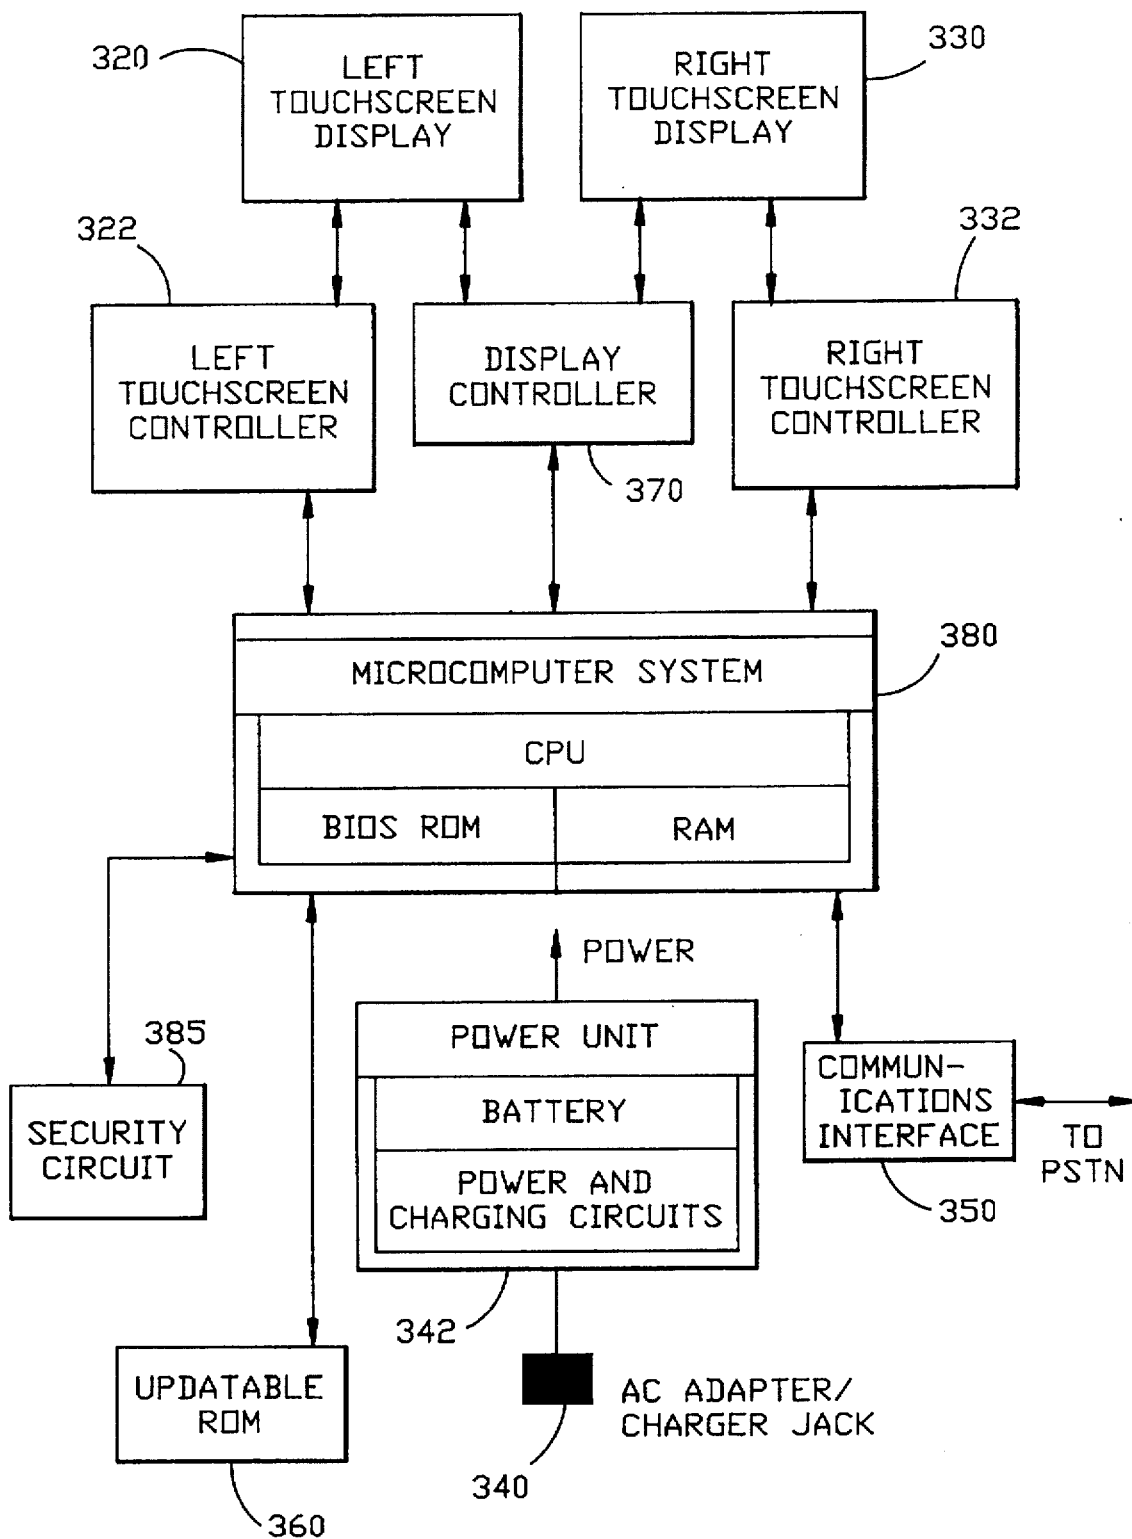 320
LEFT
TOUCHSCREEN
DISPLAY
RIGHT
TOUCHSCREEN
DISPLAY
330
322
LEFT
TOUCHSCREEN
CONTROLLER
DISPLAY
CONTROLLER
370
332
RIGHT
TOUCHSCREEN
CONTROLLER
380
MICROCOMPUTER SYSTEM
CPU
BIOS ROM
RAM
POWER
385
SECURITY
CIRCUIT
POWER UNIT
BATTERY
POWER AND
CHARGING CIRCUITS
342
COMMUN-
ICATIONS
INTERFACE
350
TO
PSTN
UPDATABLE
ROM
360
AC ADAPTER/
CHARGER JACK
340